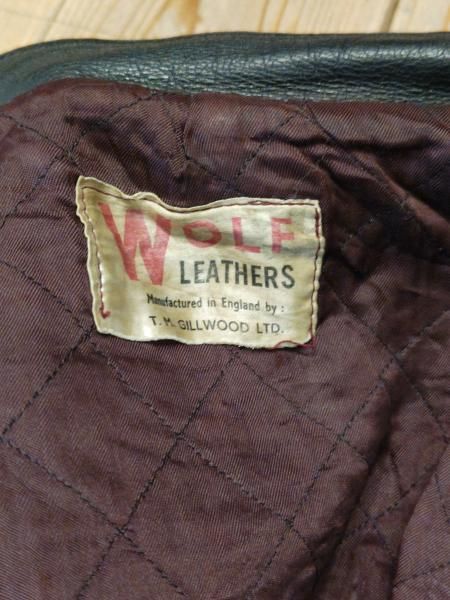 WOLF
LEATHERS
Manufactured in England by :
T. M. GILLWOOD LTD.